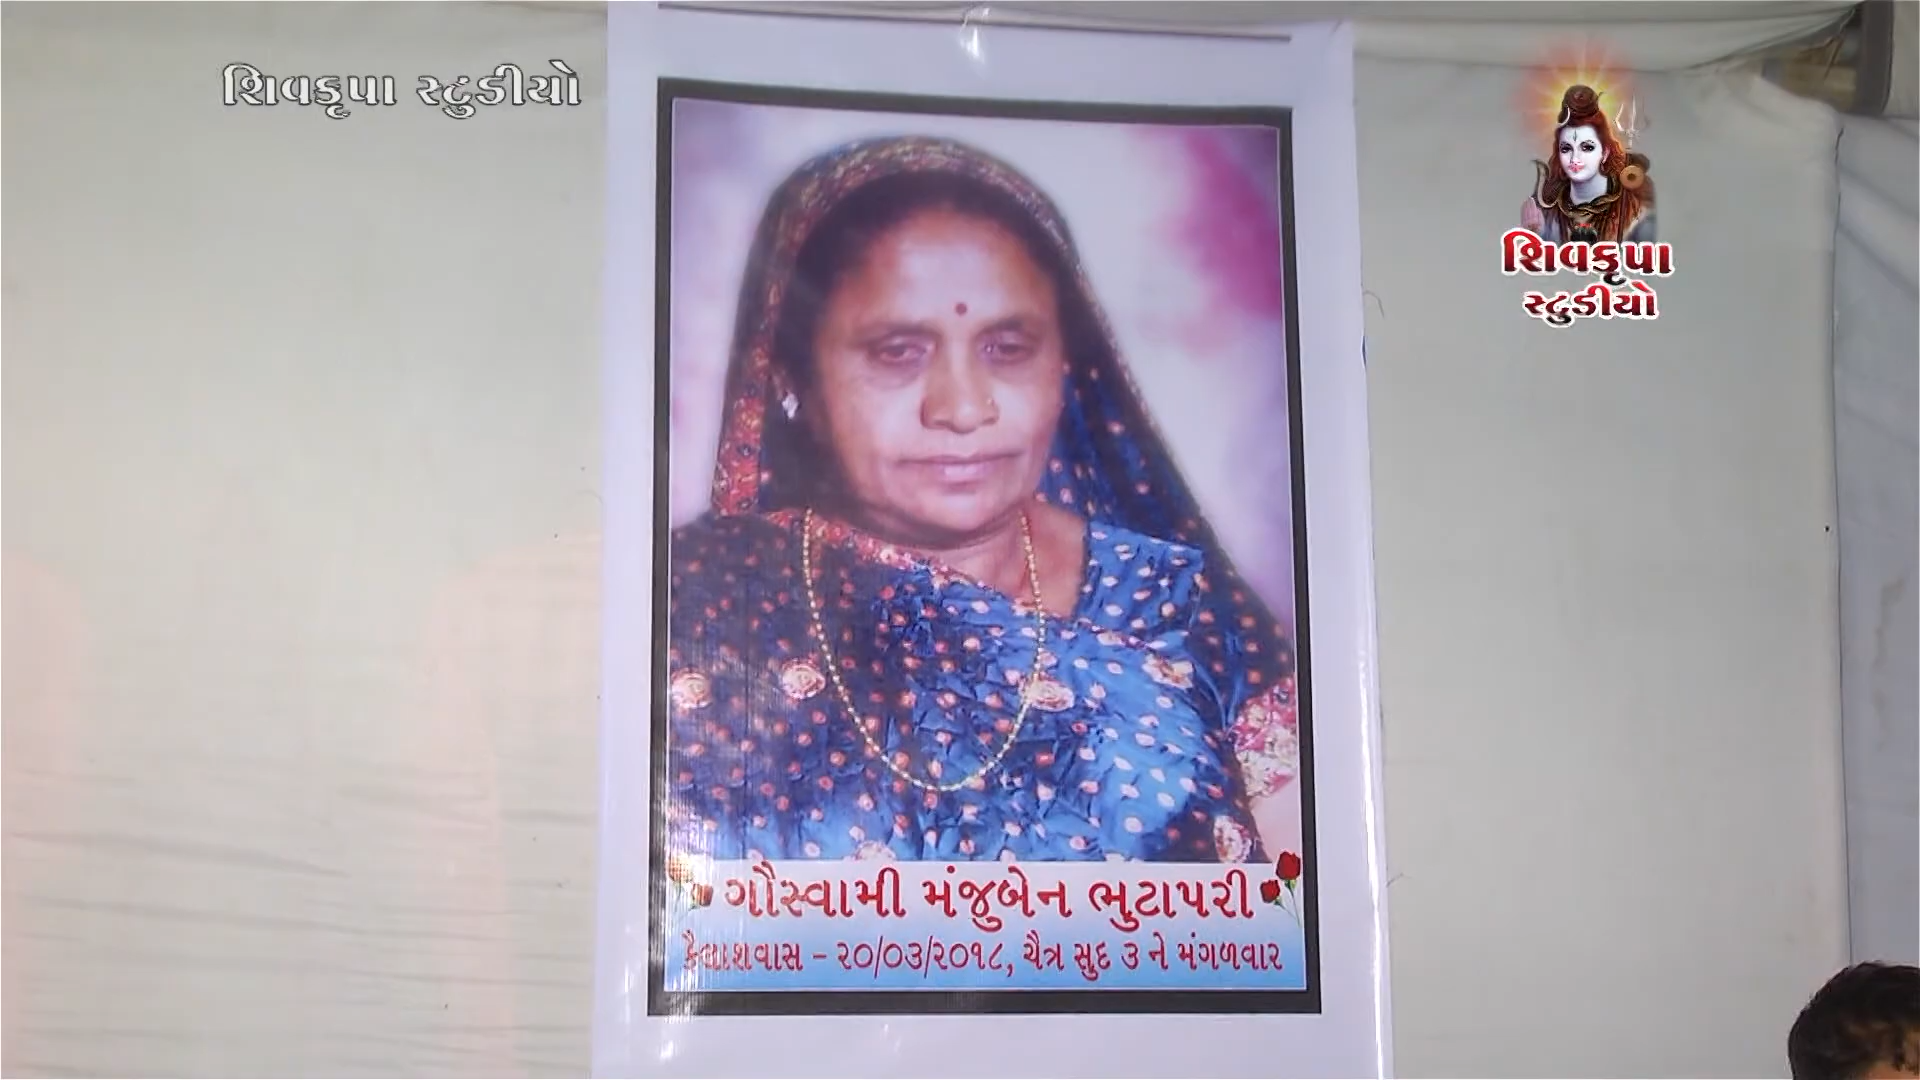 શિવકૃપા સ્ટુડીયો
શિવકૃપા
સ્ટુડીયો
ગૌસ્વામી મંજુબેન ભુટાપરી
કૈલાશવાસ - ૨૦/૦૩/૨૦૧૮, ચૈત્ર સુદ ૩ ને મંગળવાર